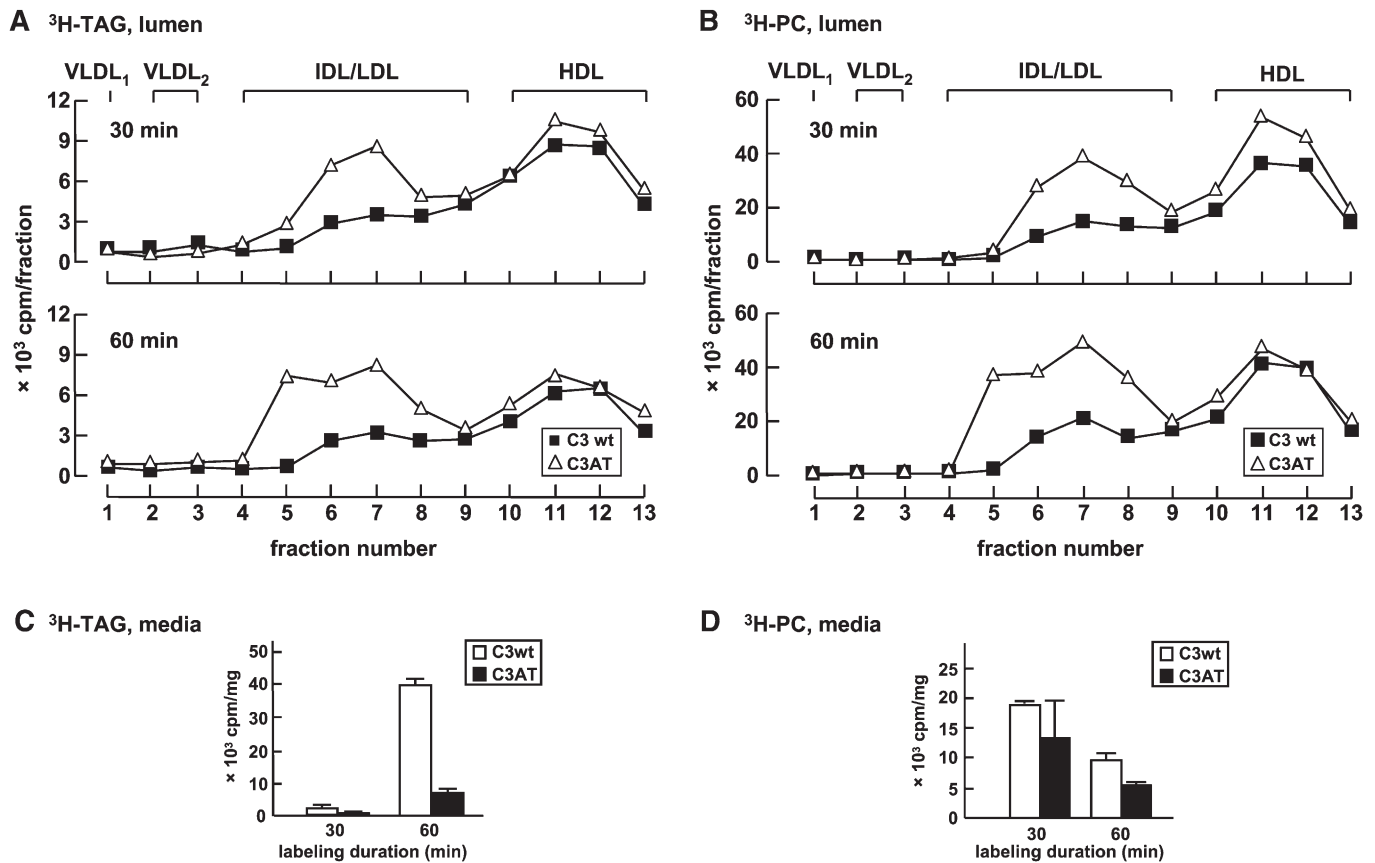 A ³H-TAG, lumen
VLDL₁ VLDL₂ IDL/LDL HDL
30 min
12
9
6
3
0
60 min
12
9
6
3
0
× 10³ cpm/fraction
C3 wt
C3AT
1 2 3 4 5 6 7 8 9 10 11 12 13
fraction number
B ³H-PC, lumen
VLDL₁ VLDL₂ IDL/LDL HDL
30 min
60
40
20
0
60 min
60
40
20
0
× 10³ cpm/fraction
C3 wt
C3AT
1 2 3 4 5 6 7 8 9 10 11 12 13
fraction number
C ³H-TAG, media
50
40
30
20
10
0
× 10³ cpm/mg
C3wt
C3AT
30 60
labeling duration (min)
D ³H-PC, media
25
20
15
10
5
0
× 10³ cpm/mg
C3wt
C3AT
30 60
labeling duration (min)